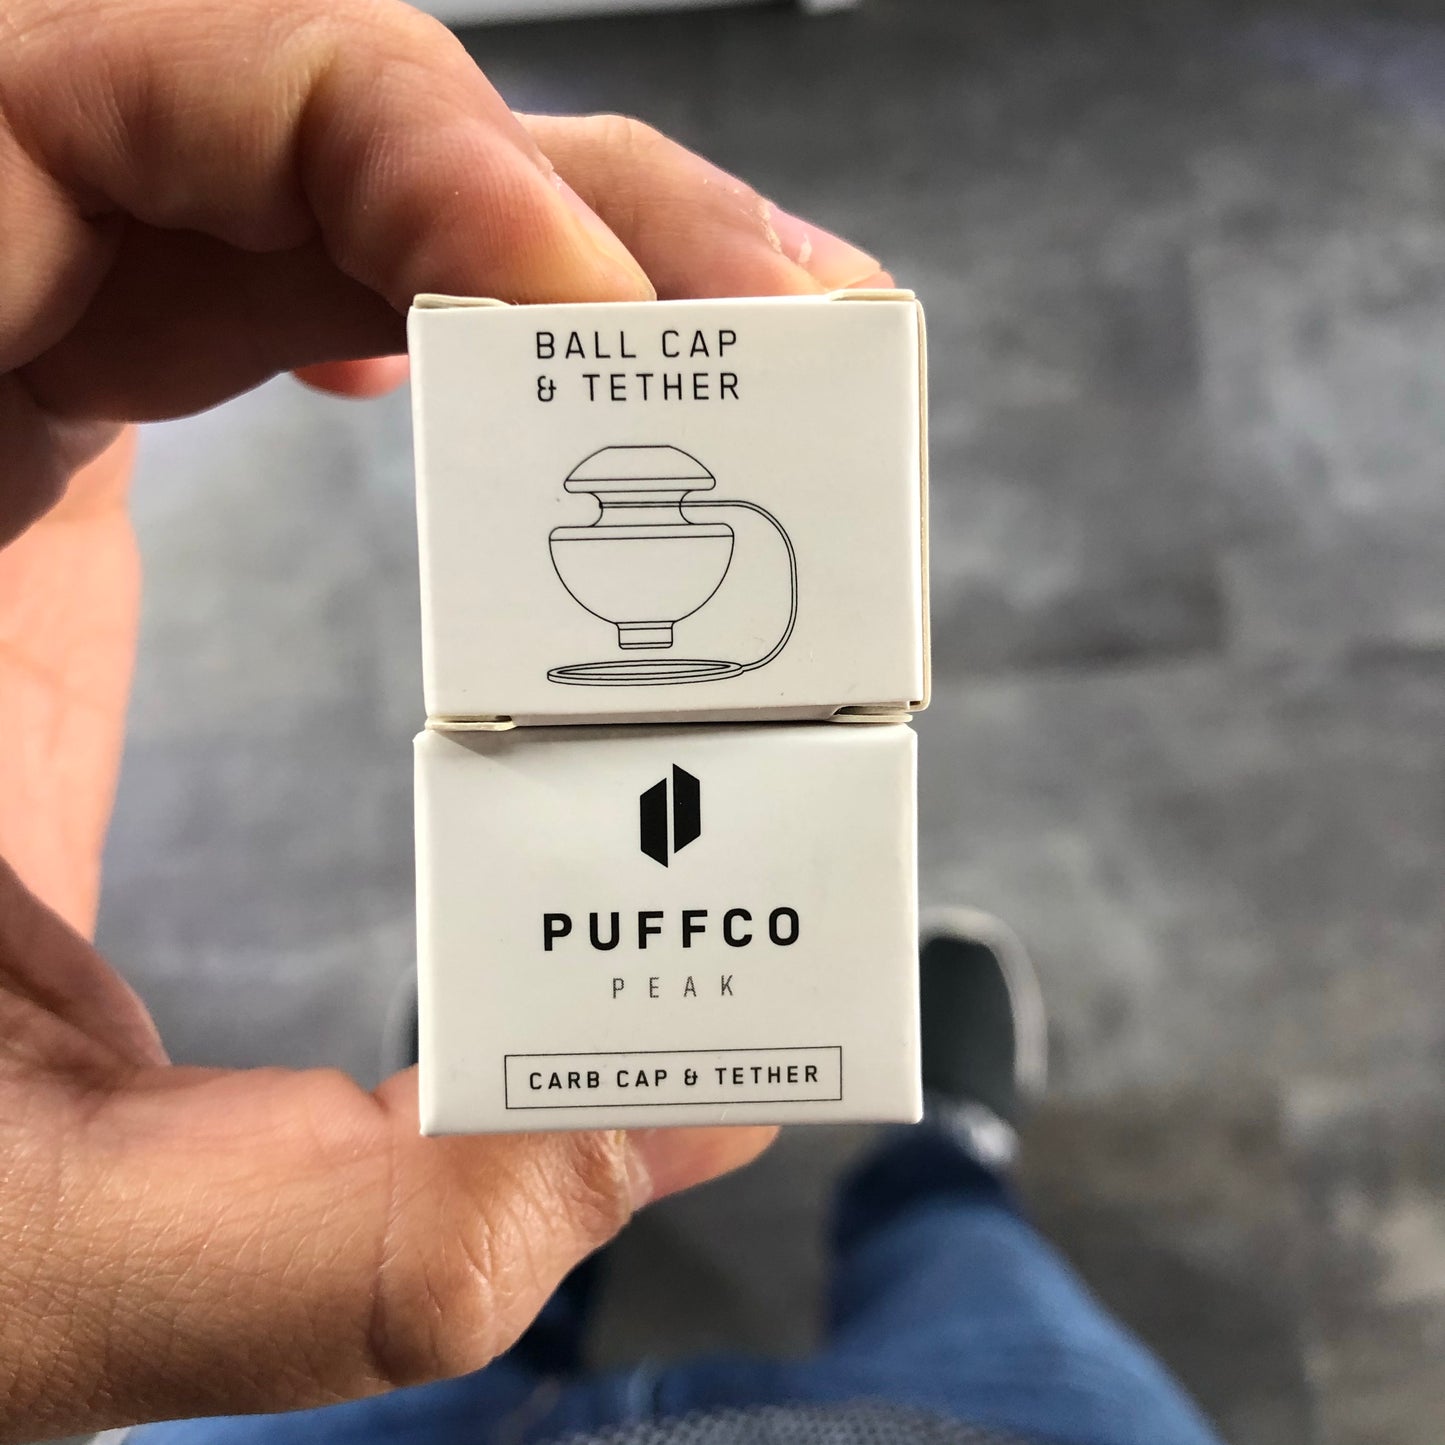 BALL CAP
& TETHER
PUFFCO
PEAK
CARB CAP & TETHER